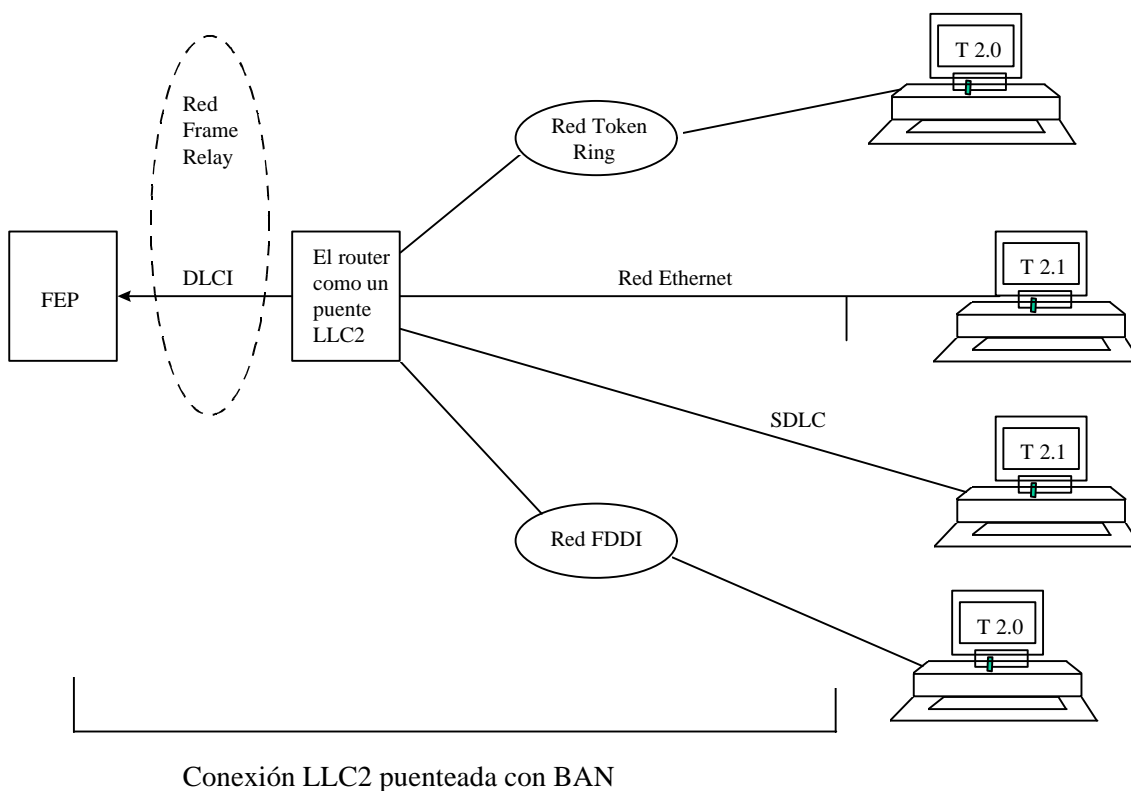 T 2.0
Red
Frame
Relay
Red Token
Ring
FEP
DLCI
El router
como un
puente
LLC2
Red Ethernet
T 2.1
SDLC
T 2.1
Red FDDI
T 2.0
Conexión LLC2 puenteada con BAN